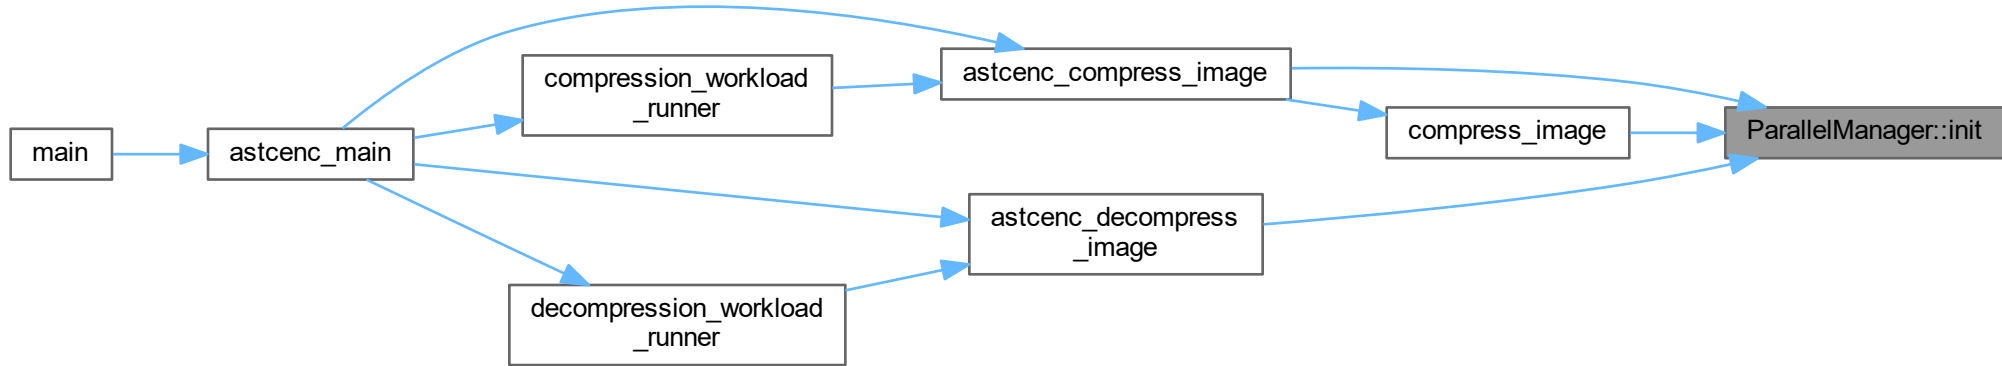 main
astcenc_main
compression_workload
_runner
decompression_workload
_runner
astcenc_compress_image
astcenc_decompress
_image
compress_image
ParallelManager::init